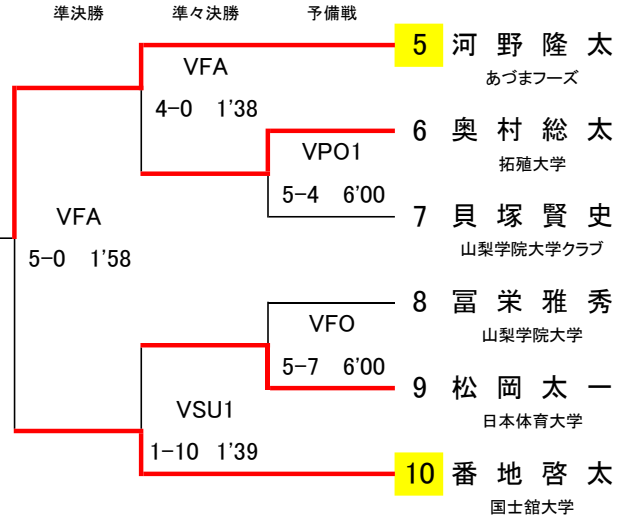 準決勝 準々決勝 予備戦
5 河野隆太
あづまフーズ
VFA
4-0 1'38
6 奥村総太
拓殖大学
VPO1
5-4 6'00
7 貝塚賢史
山梨学院大学クラブ
VFA
5-0 1'58
8 冨栄雅秀
山梨学院大学
VFO
5-7 6'00
9 松岡太一
日本体育大学
VSU1
1-10 1'39
10 番地啓太
国士舘大学